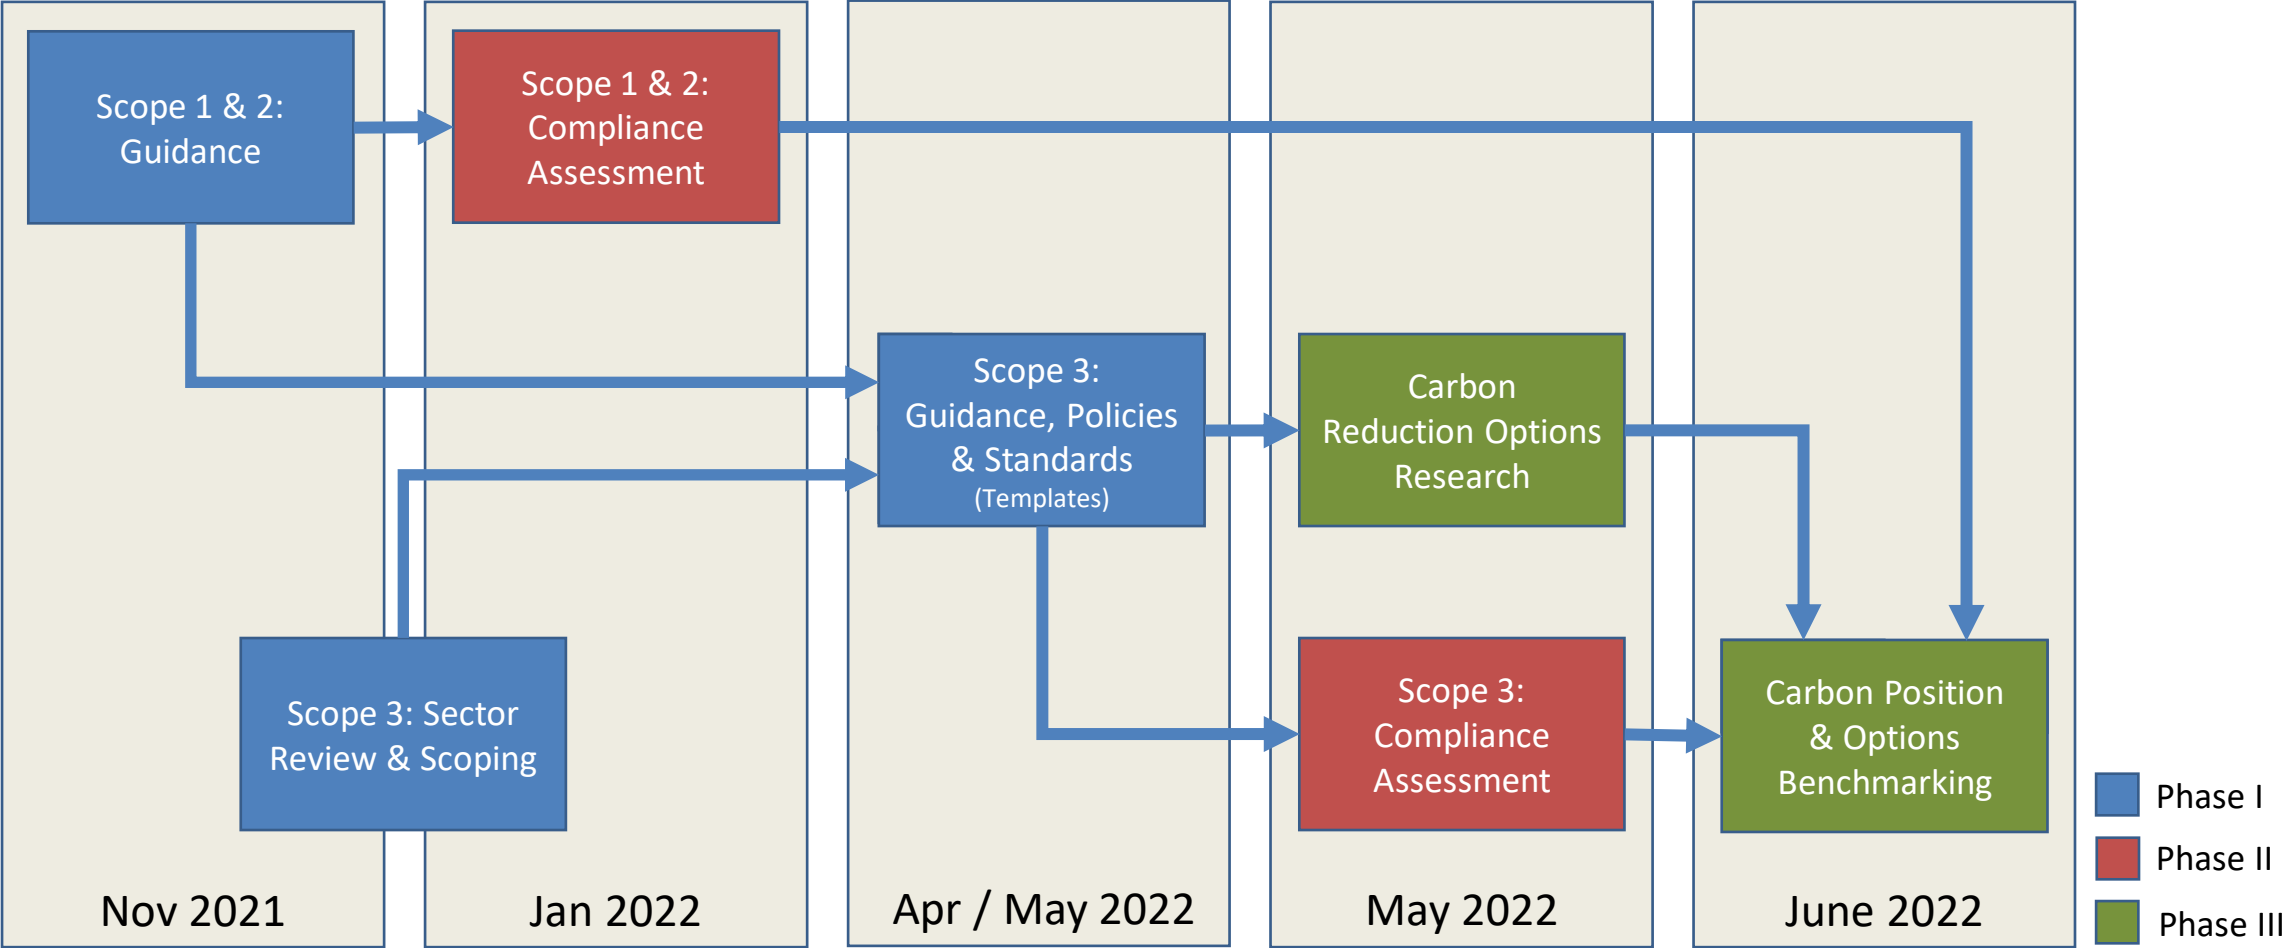 Scope 1 & 2:
Guidance
Scope 1 & 2:
Compliance
Assessment
Scope 3:
Guidance, Policies
& Standards
(Templates)
Carbon
Reduction Options
Research
Scope 3: Sector
Review & Scoping
Scope 3:
Compliance
Assessment
Carbon Position
& Options
Benchmarking
Nov 2021
Jan 2022
Apr / May 2022
May 2022
June 2022
Phase I
Phase II
Phase III